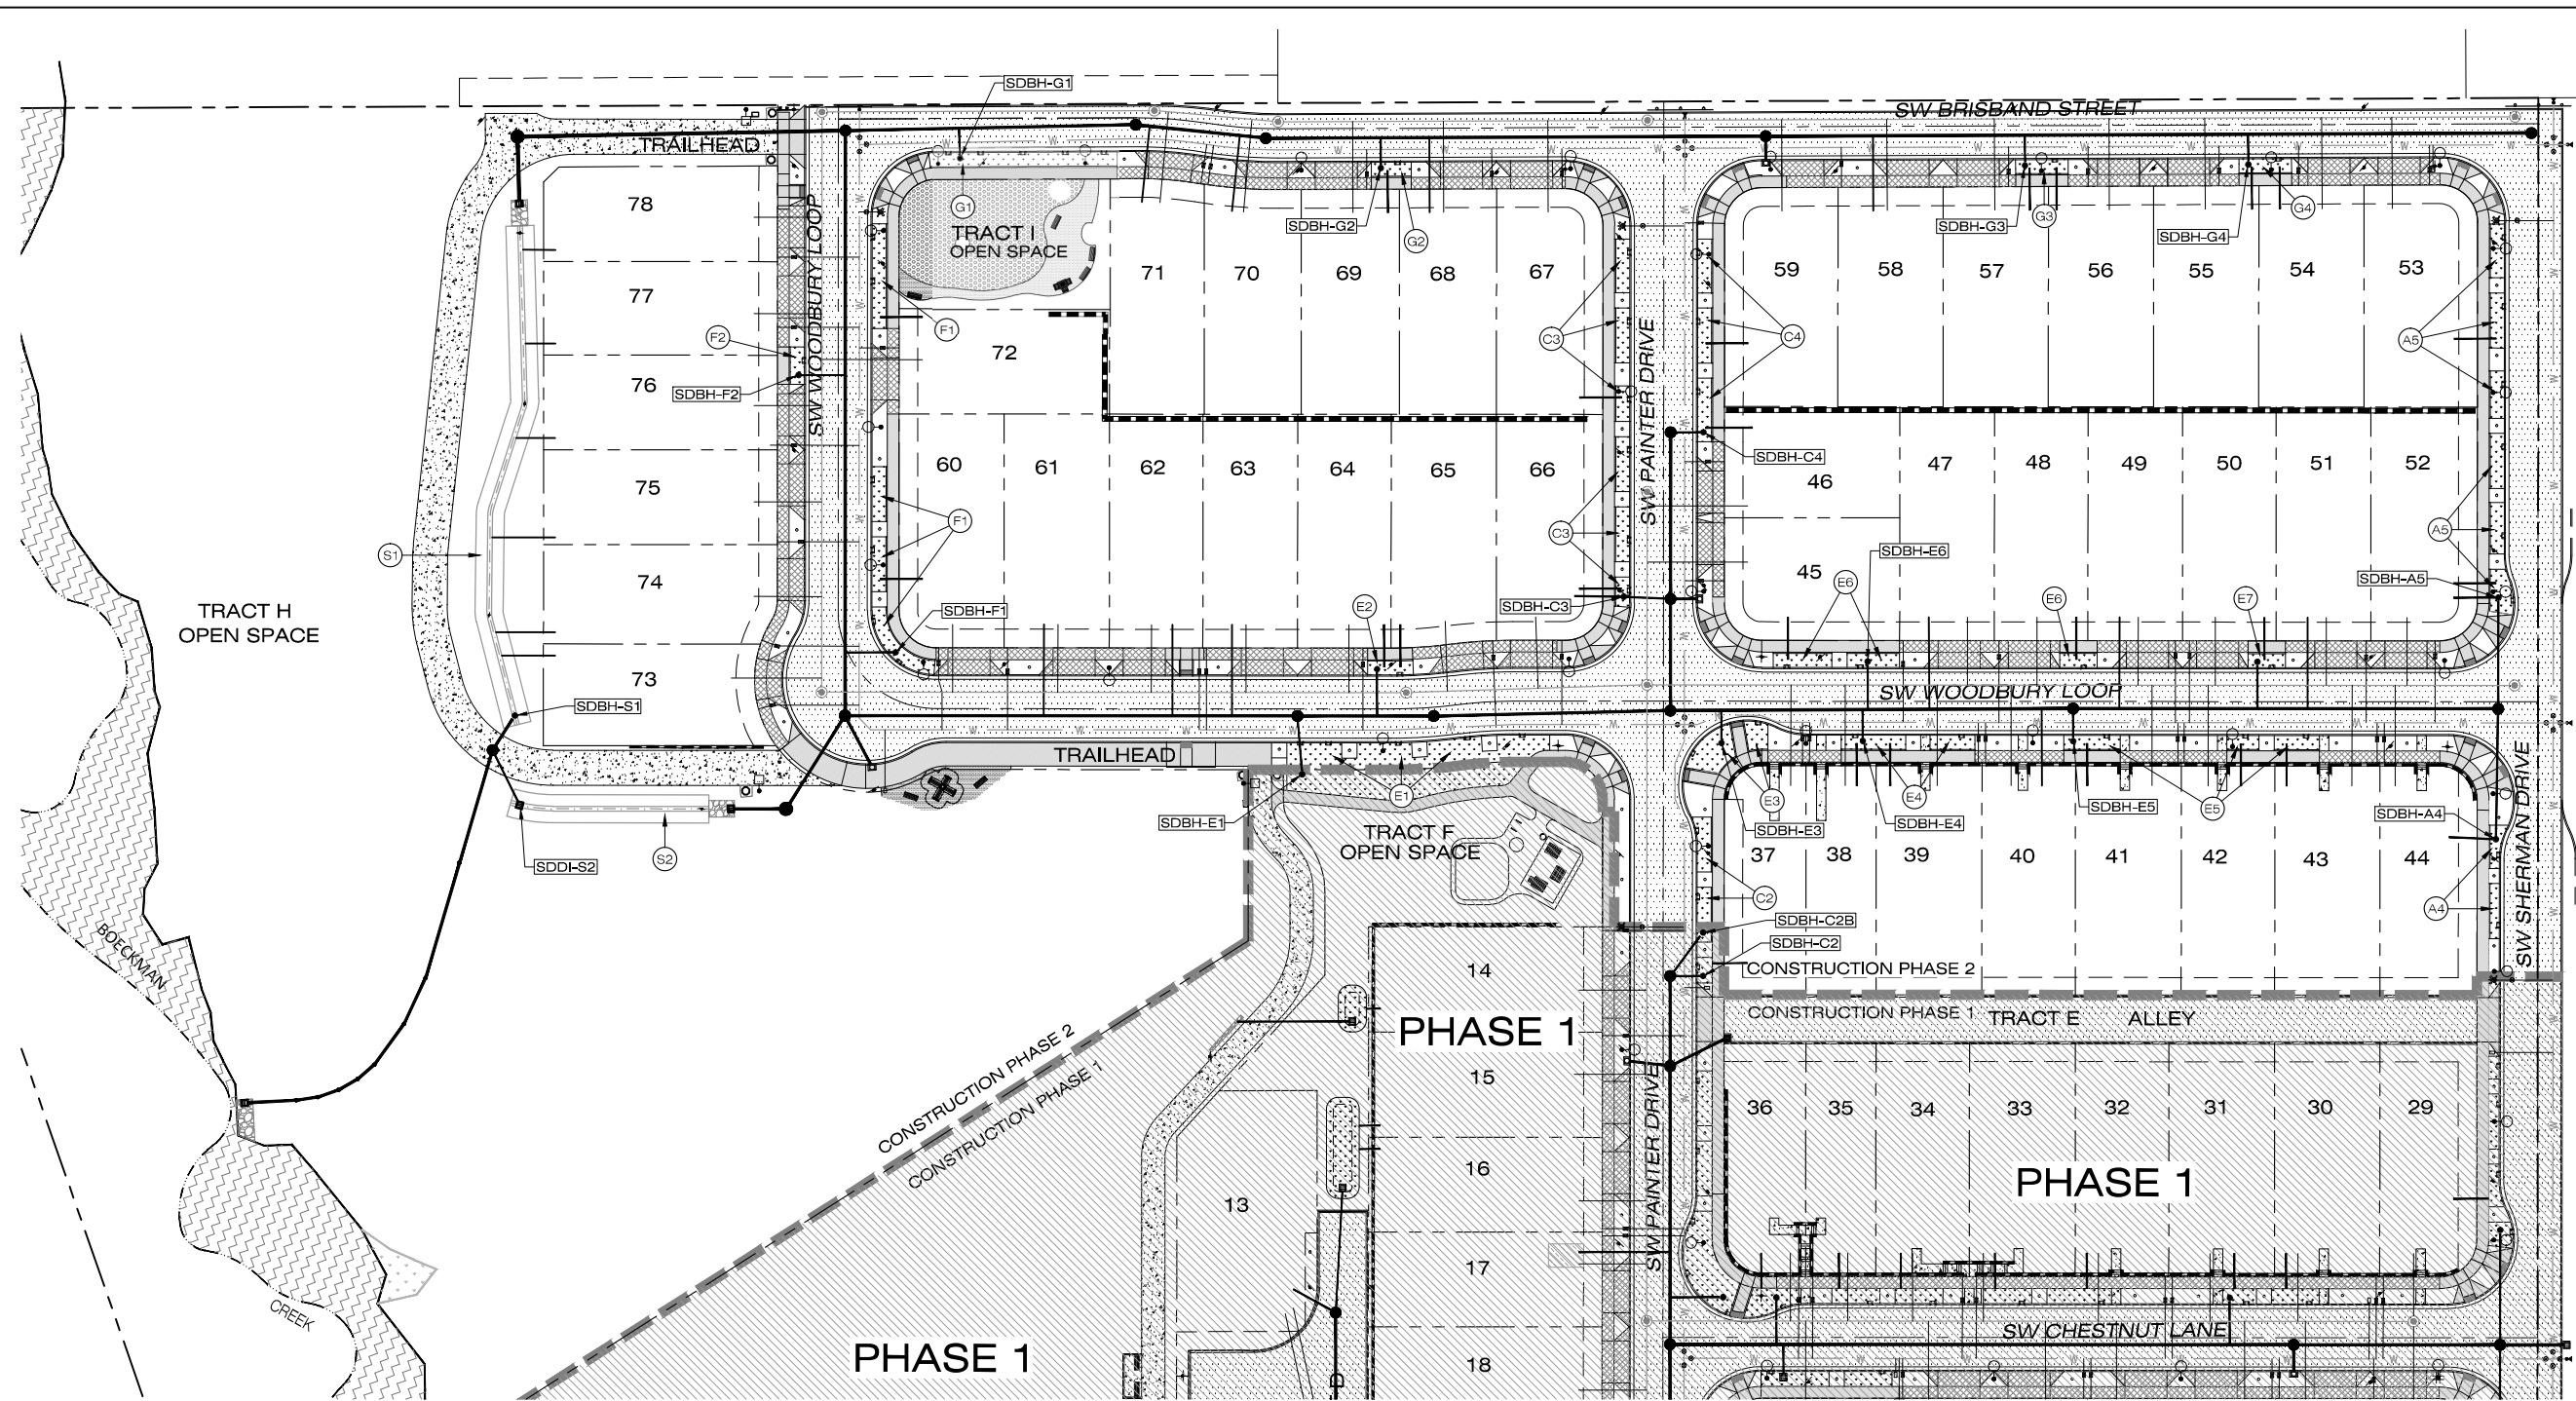 SDBH-G1
SW BRISBAND STREET
TRAILHEAD
78
SW WOODBURY LOOP
G1
TRACT I
OPEN SPACE
SDBH-G2
G2
SDBH-G3
G3
SDBH-G4
G4
77
71
70
69
68
67
59
58
57
56
55
54
53
F2
F1
C3
C4
A5
72
76
SDBH-F2
SW PAINTER DRIVE
60
61
62
63
64
65
66
SDBH-C4
46
47
48
49
50
51
52
75
F1
C3
A5
S1
74
SDBH-E6
45
E6
E6
E7
SDBH-A5
TRACT H
OPEN SPACE
SDBH-F1
E2
SDBH-C3
73
SDBH-S1
SW WOODBURY LOOP
TRAILHEAD
E1
E3
E4
SDBH-E5
E5
SDBH-E1
SDBH-E3
SDBH-E4
SDBH-A4
SW SHERMAN DRIVE
TRACT F
OPEN SPACE
37
38
39
40
41
42
43
44
S2
SDDI-S2
C2
A4
SDBH-C2B
SDBH-C2
BOECKMAN
CREEK
14
CONSTRUCTION PHASE 2
CONSTRUCTION PHASE 1
TRACT E
ALLEY
PHASE 1
CONSTRUCTION PHASE 2
CONSTRUCTION PHASE 1
15
36
35
34
33
32
31
30
29
SW PAINTER DRIVE
16
13
PHASE 1
17
SW CHESTNUT LANE
PHASE 1
18
D